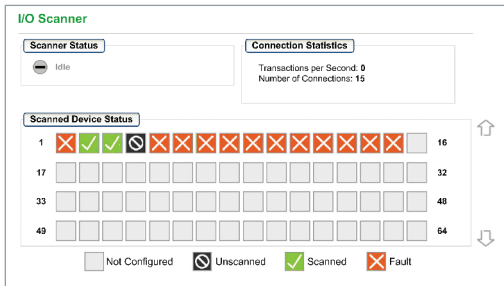 I/O Scanner
Scanner Status
Idle
Connection Statistics
Transactions per Second: 0
Number of Connections: 15
Scanned Device Status
1 16
17 32
33 48
49 64
Not Configured Unscanned Scanned Fault